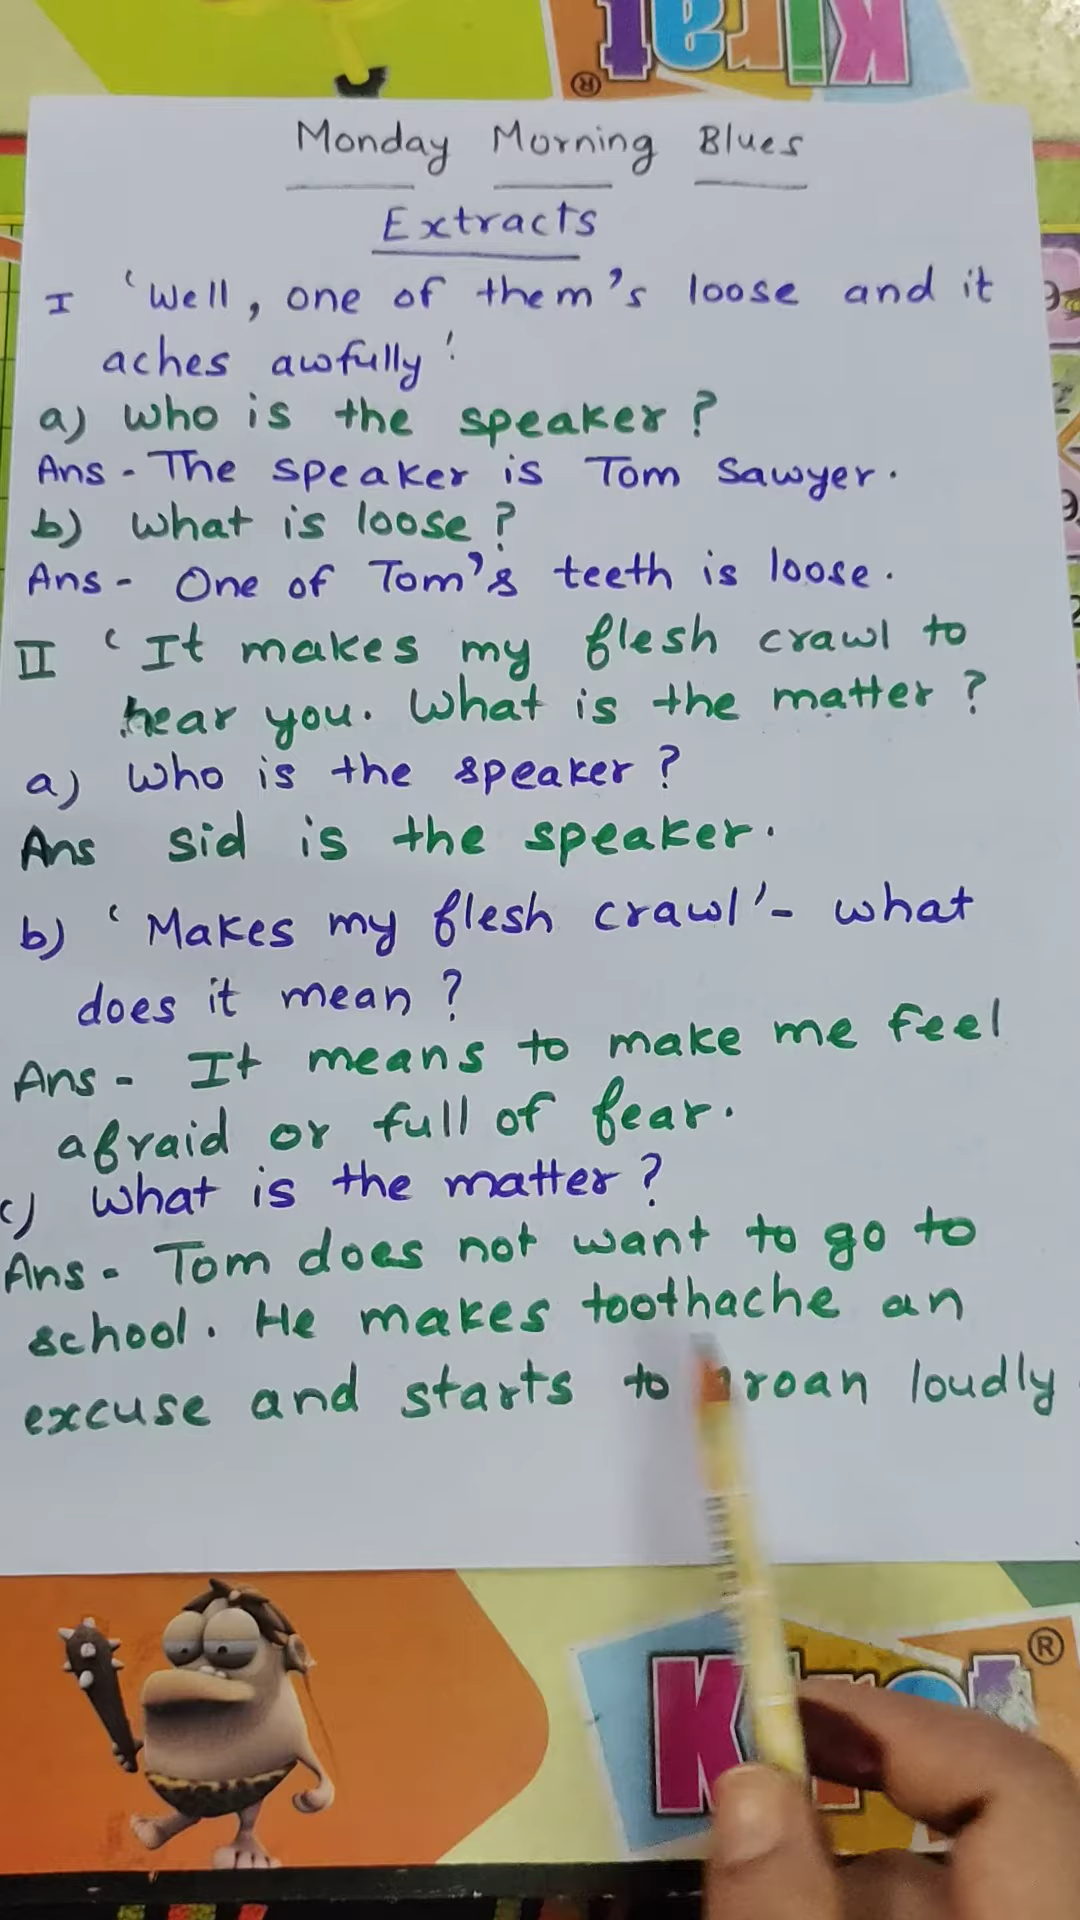 Kirat
®
Monday Morning Blues
Extracts
I 'Well, one of them's loose and it
aches awfully'
a) Who is the speaker?
Ans - The speaker is Tom Sawyer.
b) What is loose?
Ans - One of Tom's teeth is loose.
II 'It makes my flesh crawl to
hear you. What is the matter?
a) Who is the speaker?
Ans Sid is the speaker.
b) 'Makes my flesh crawl' - what
does it mean?
Ans - It means to make me feel
afraid or full of fear.
c) What is the matter?
Ans - Tom does not want to go to
school. He makes toothache an
excuse and starts to groan loudly.
®